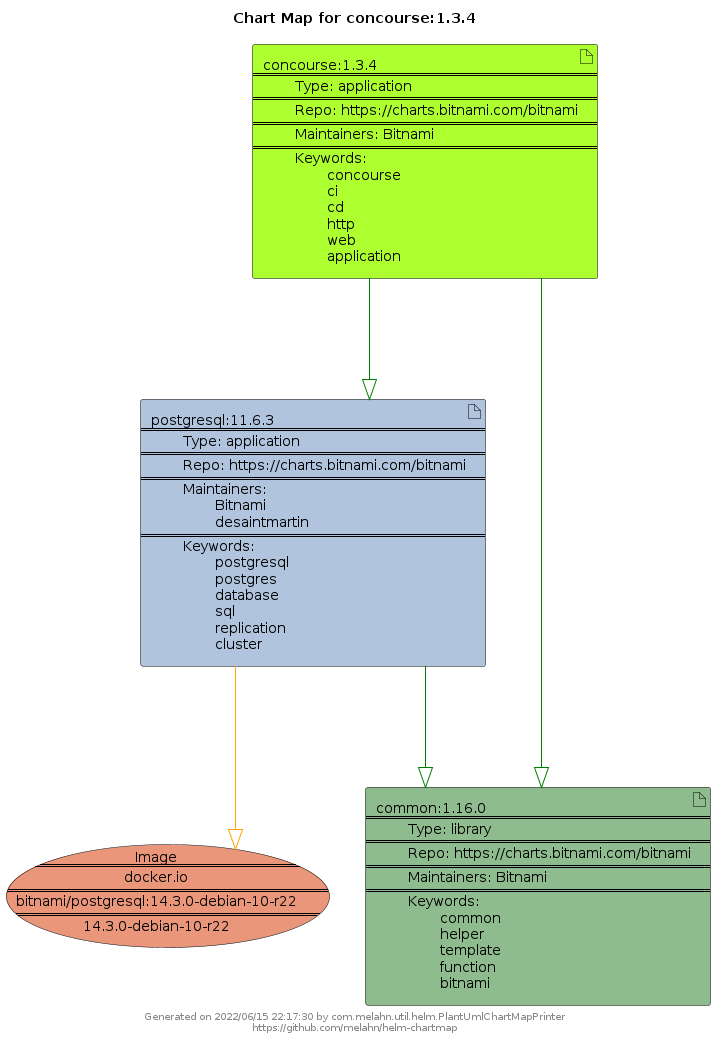 Chart Map for concourse:1.3.4
concourse:1.3.4
Type: application
Repo: https://charts.bitnami.com/bitnami
Maintainers: Bitnami
Keywords:
concourse
ci
cd
http
web
application
postgresql:11.6.3
Type: application
Repo: https://charts.bitnami.com/bitnami
Maintainers:
Bitnami
desaintmartin
Keywords:
postgresql
postgres
database
sql
replication
cluster
common:1.16.0
Type: library
Repo: https://charts.bitnami.com/bitnami
Maintainers: Bitnami
Keywords:
common
helper
template
function
bitnami
Image
docker.io
bitnami/postgresql:14.3.0-debian-10-r22
14.3.0-debian-10-r22
Generated on 2022/06/15 22:17:30 by com.melahn.util.helm.PlantUmlChartMapPrinter
https://github.com/melahn/helm-chartmap